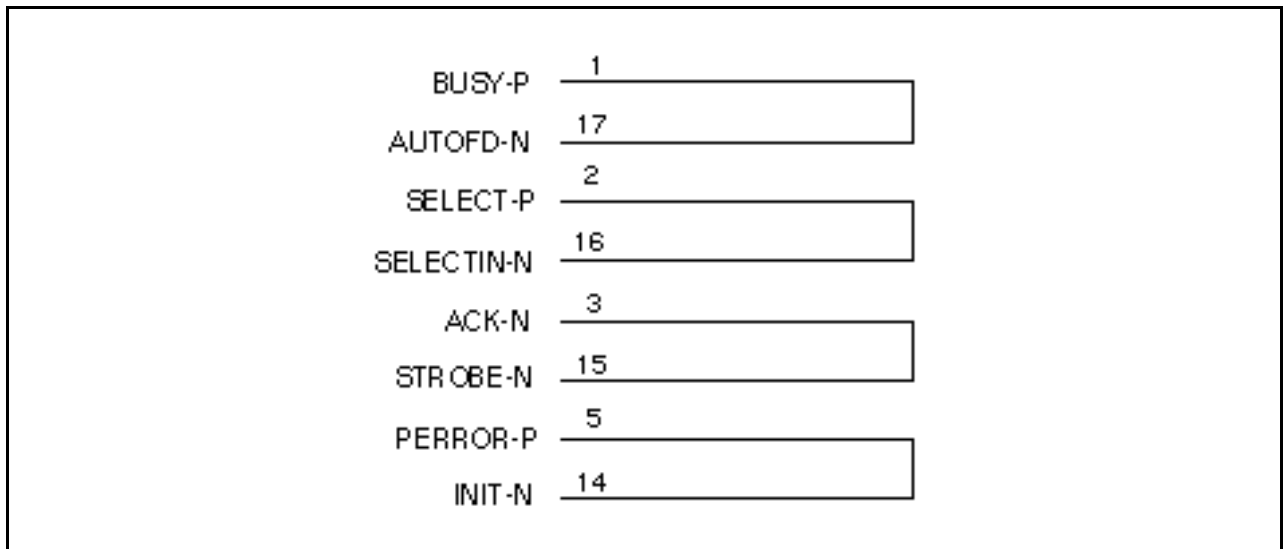 BUSY-P 1
AUTOFD-N 17
SELECT-P 2
SELECTIN-N 16
ACK-N 3
STROBE-N 15
PERROR-P 5
INIT-N 14